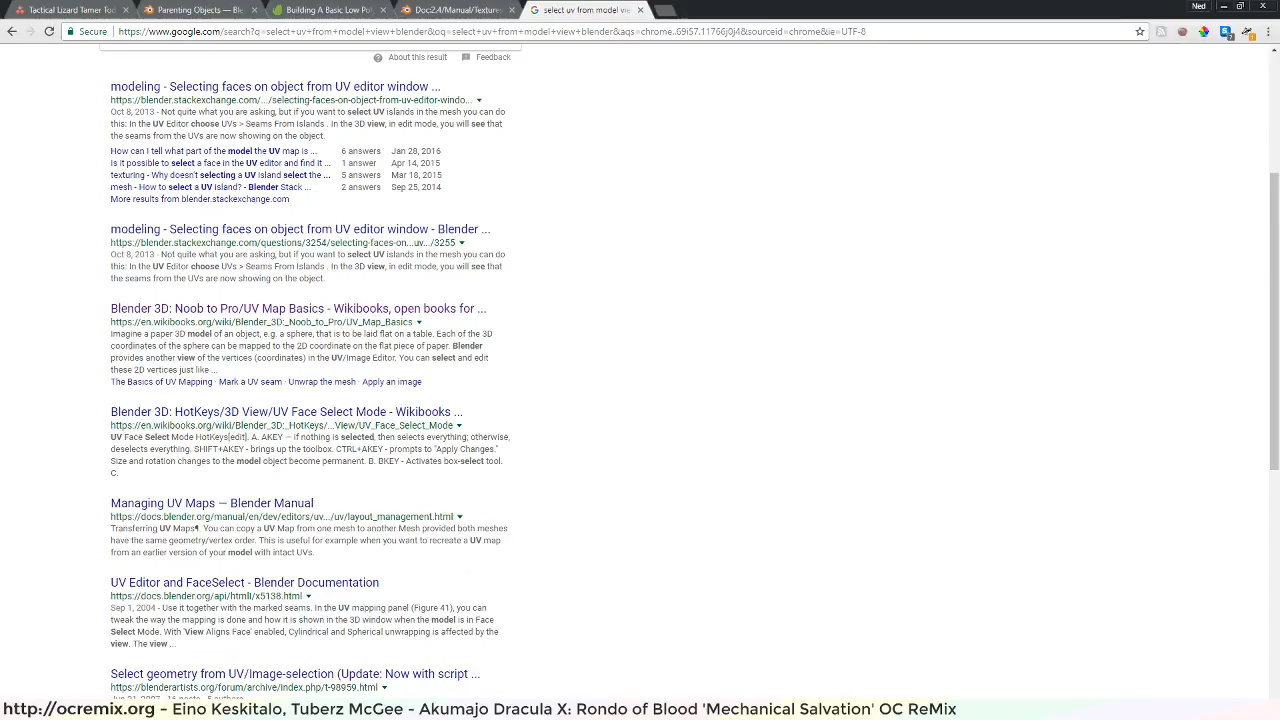 Tactical Lizard Tamer Tod
Parenting Objects — Ble
Building A Basic Low Pol
Doc2.4/Manual/Textures
select uv from model vie
Ned
Secure
https://www.google.com/search?q=select+uv+from+model+view+blender&oq=select+uv+from+model+view+blender&aqs=chrome..69i57.11766j0j4&sourceid=chrome&ie=UTF-8
About this result
Feedback
modeling - Selecting faces on object from UV editor window ...
https://blender.stackexchange.com/.../selecting-faces-on-object-from-uv-editor-windo...
Oct 8, 2013 - Not quite what you are asking, but if you want to select UV islands in the mesh you can do
this: In the UV Editor choose UVs > Seams From Islands . In the 3D view, in edit mode, you will see that
the seams from the UVs are now showing on the object.
How can I tell what part of the model the UV map is ... 6 answers Jan 28, 2016
Is it possible to select a face in the UV editor and find it ... 1 answer Apr 14, 2015
texturing - Why doesn't selecting a UV island select the ... 5 answers Mar 18, 2015
mesh - How to select a UV island? - Blender Stack ... 2 answers Sep 25, 2014
More results from blender.stackexchange.com
modeling - Selecting faces on object from UV editor window - Blender ...
https://blender.stackexchange.com/questions/3254/selecting-faces-on...uv.../3255
Oct 8, 2013 - Not quite what you are asking, but if you want to select UV islands in the mesh you can do
this: In the UV Editor choose UVs > Seams From Islands . In the 3D view, in edit mode, you will see that
the seams from the UVs are now showing on the object.
Blender 3D: Noob to Pro/UV Map Basics - Wikibooks, open books for ...
https://en.wikibooks.org/wiki/Blender_3D:_Noob_to_Pro/UV_Map_Basics
Imagine a paper 3D model of an object, e.g. a sphere, that is to be laid flat on a table. Each of the 3D
coordinates of the sphere can be mapped to the 2D coordinate on the flat piece of paper. Blender
provides another view of the vertices (coordinates) in the UV/Image Editor. You can select and edit
these 2D vertices just like ...
The Basics of UV Mapping · Mark a UV seam · Unwrap the mesh · Apply an image
Blender 3D: HotKeys/3D View/UV Face Select Mode - Wikibooks ...
https://en.wikibooks.org/wiki/Blender_3D:_HotKeys/...View/UV_Face_Select_Mode
UV Face Select Mode HotKeys[edit]. A. AKEY — if nothing is selected, then selects everything; otherwise,
deselects everything. SHIFT+AKEY - brings up the toolbox. CTRL+AKEY - prompts to "Apply Changes."
Size and rotation changes to the model object become permanent. B. BKEY - Activates box-select tool.
C.
Managing UV Maps — Blender Manual
https://docs.blender.org/manual/en/dev/editors/uv.../uv/layout_management.html
Transferring UV Maps¶ You can copy a UV Map from one mesh to another Mesh provided both meshes
have the same geometry/vertex order. This is useful for example when you want to recreate a UV map
from an earlier version of your model with intact UVs.
UV Editor and FaceSelect - Blender Documentation
https://docs.blender.org/api/htmlI/x5138.html
Sep 1, 2004 - Use it together with the marked seams. In the UV mapping panel (Figure 41), you can
tweak the way the mapping is done and how it is shown in the 3D window when the model is in Face
Select Mode. With 'View Aligns Face' enabled, Cylindrical and Spherical unwrapping is affected by the
view. The view ...
Select geometry from UV/Image-selection (Update: Now with script ...
https://blenderartists.org/forum/archive/index.php/t-98959.html
http://ocremix.org - Eino Keskitalo, Tuberz McGee - Akumajo Dracula X: Rondo of Blood 'Mechanical Salvation' OC ReMix